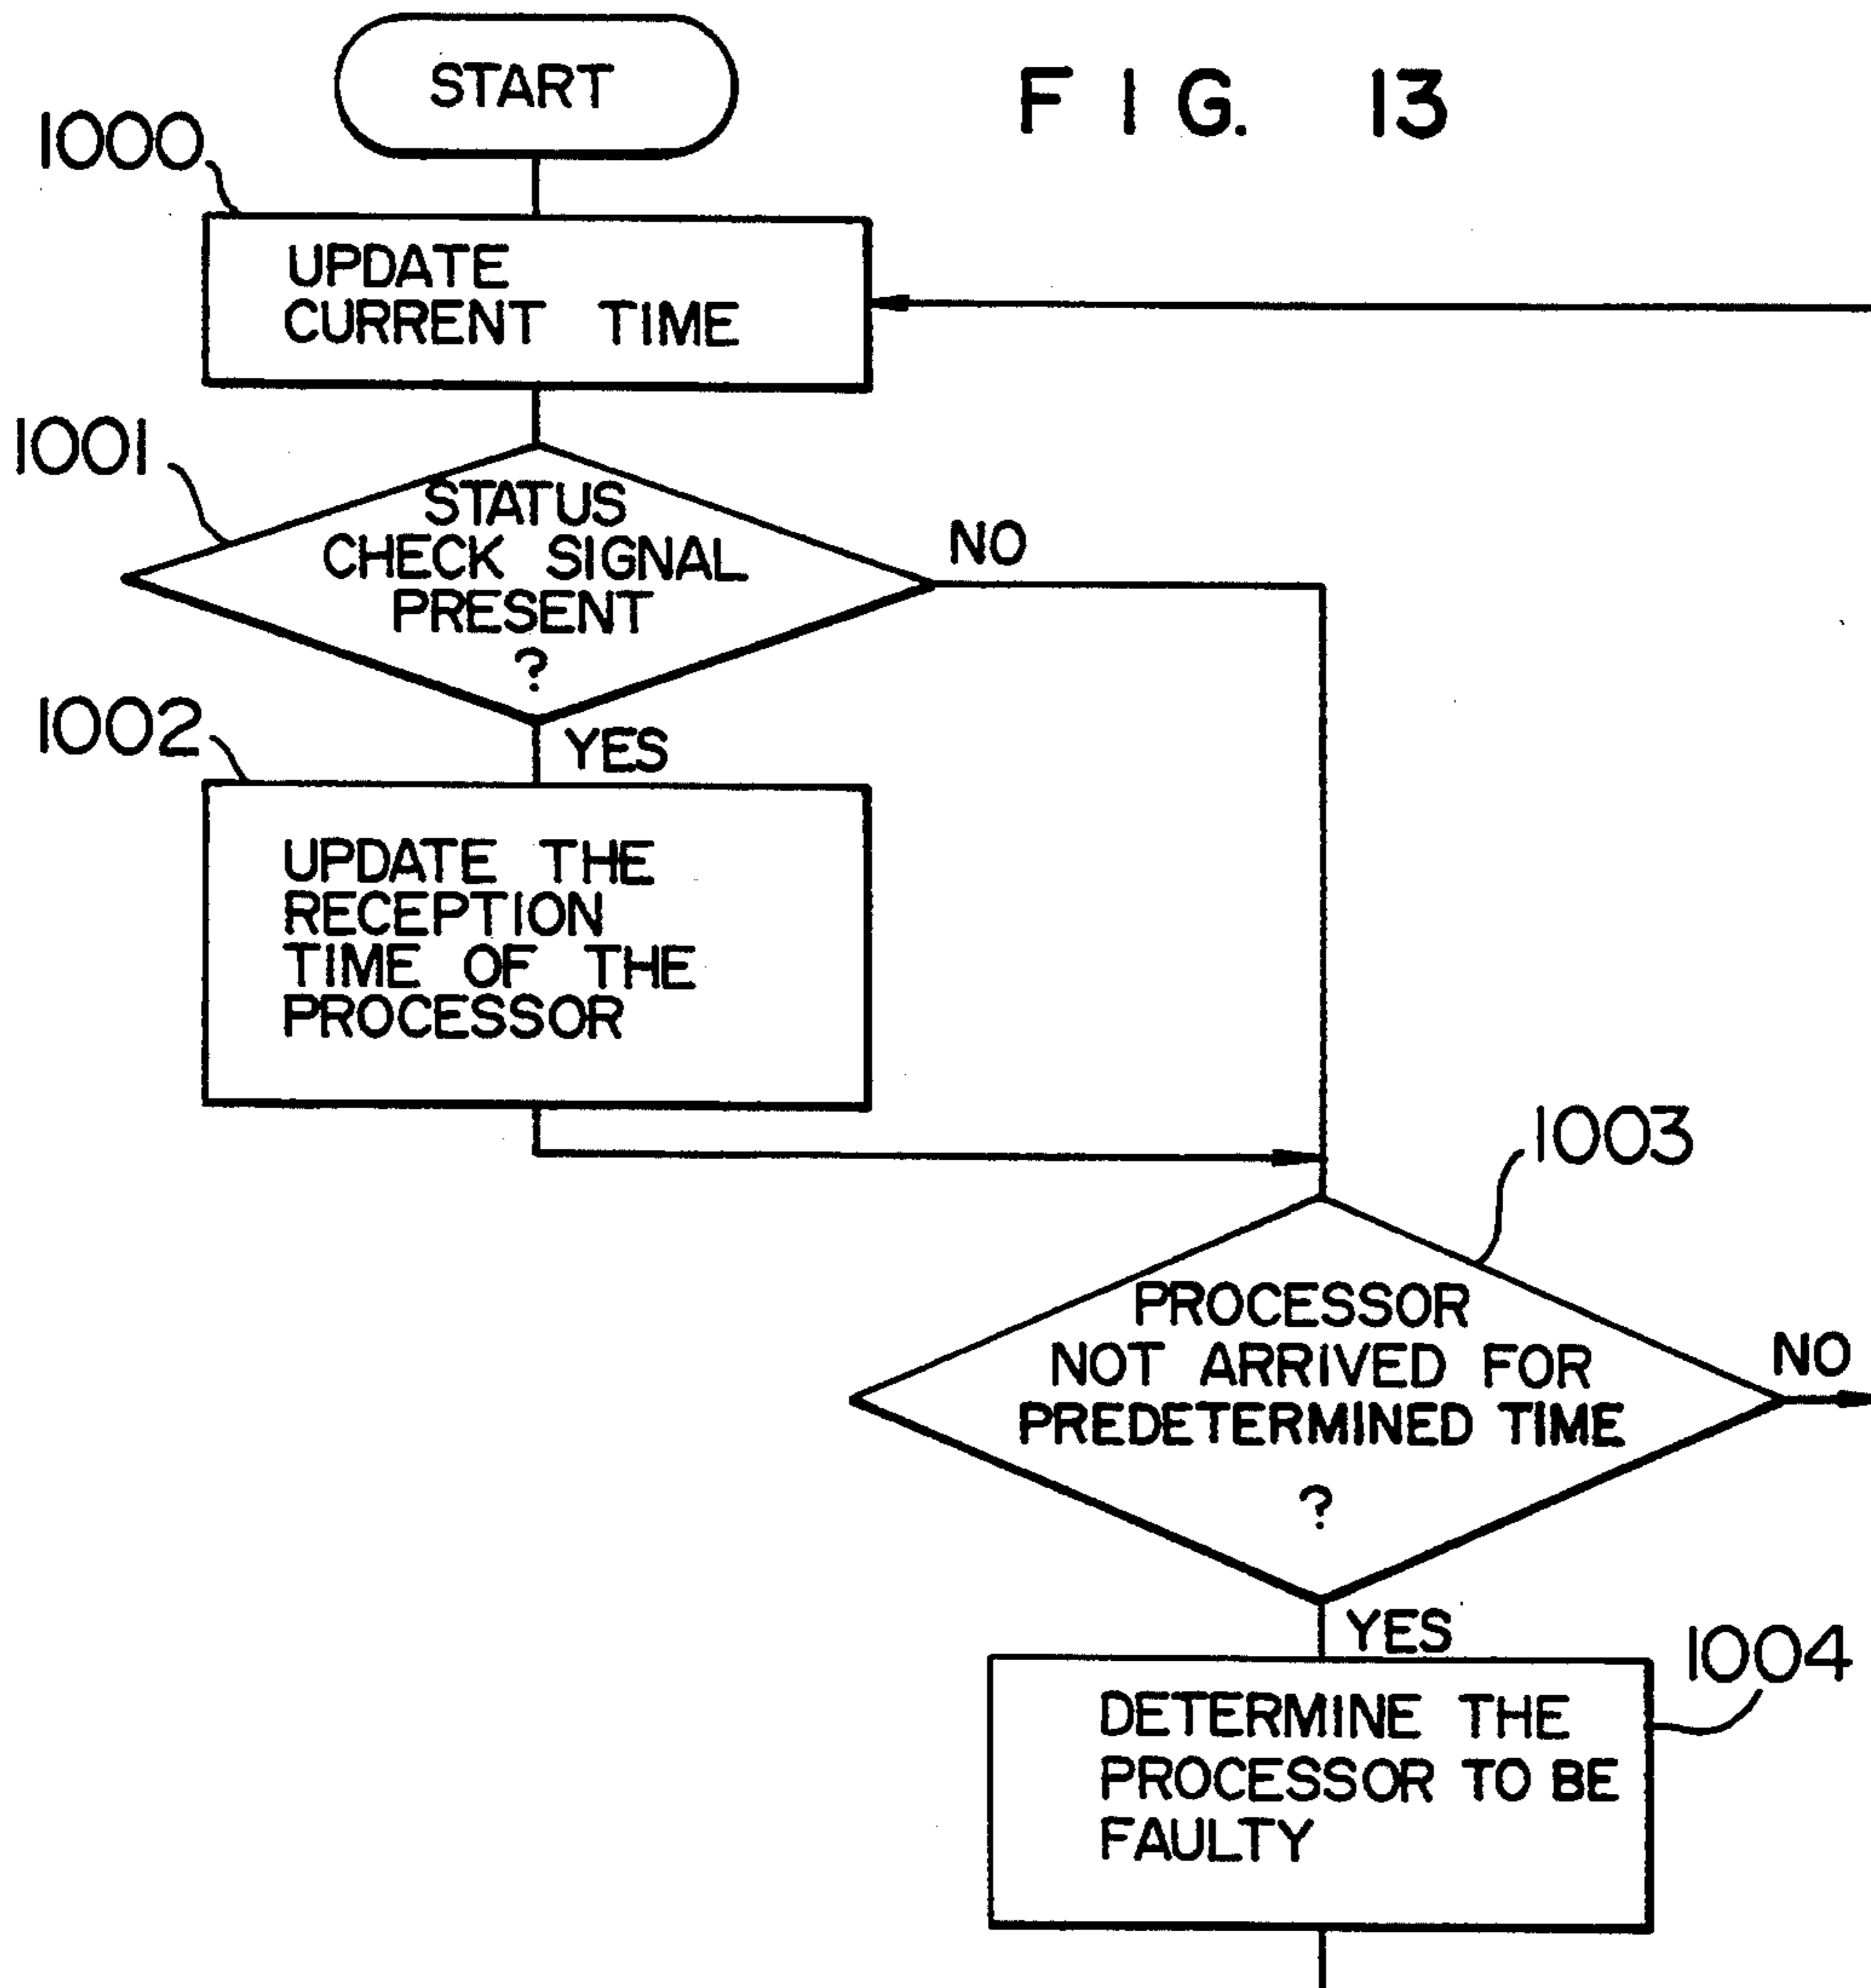 START
F I G. 13
1000
UPDATE
CURRENT TIME
1001
STATUS
CHECK SIGNAL
PRESENT
?
NO
1002
YES
UPDATE THE
RECEPTION
TIME OF THE
PROCESSOR
1003
PROCESSOR
NOT ARRIVED FOR
PREDETERMINED TIME
?
NO
YES
1004
DETERMINE THE
PROCESSOR TO BE
FAULTY